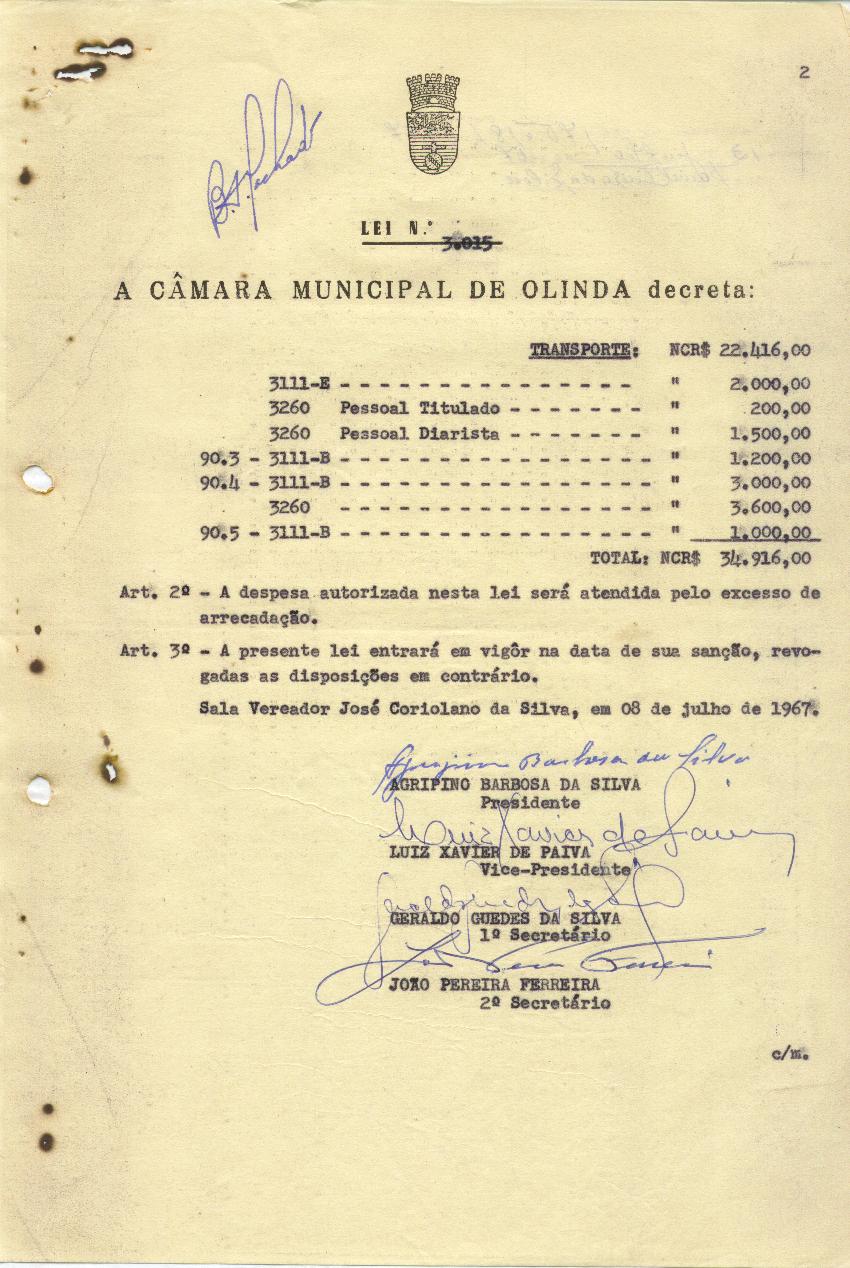 2
LEI N.º 3.015
A CÂMARA MUNICIPAL DE OLINDA decreta:
TRANSPORTE: NCR$ 22.416,00
3111-E - - - - - - - - - - - - - - - " 2.000,00
3260 Pessoal Titulado - - - - - - - " 200,00
3260 Pessoal Diarista - - - - - - - " 1.500,00
90.3 - 3111-B - - - - - - - - - - - - - - - - " 1.200,00
90.4 - 3111-B - - - - - - - - - - - - - - - - " 3.000,00
3260 - - - - - - - - - - - - - - - - " 3.600,00
90.5 - 3111-B - - - - - - - - - - - - - - - - " 1.000,00
TOTAL: NCR$ 34.916,00
Art. 2º - A despesa autorizada nesta lei será atendida pelo excesso de
arrecadação.
Art. 3º - A presente lei entrará em vigôr na data de sua sanção, revo-
gadas as disposições em contrário.
Sala Vereador José Coriolano da Silva, em 08 de julho de 1967.
Agripino Barbosa da Silva
AGRIPINO BARBOSA DA SILVA
Presidente
Luiz Xavier de Paiva
LUIZ XAVIER DE PAIVA
Vice-Presidente
GERALDO GUEDES DA SILVA
1º Secretário
JOÃO PEREIRA FERREIRA
2º Secretário
c/m.